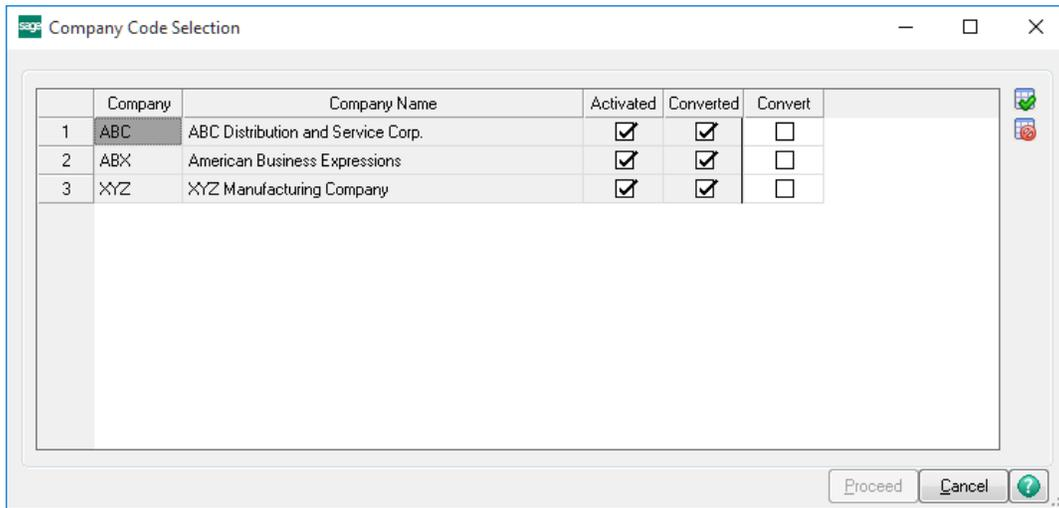 sage Company Code Selection
Company Company Name Activated Converted Convert
1 ABC ABC Distribution and Service Corp.
2 ABX American Business Expressions
3 XYZ XYZ Manufacturing Company
Proceed Cancel ?